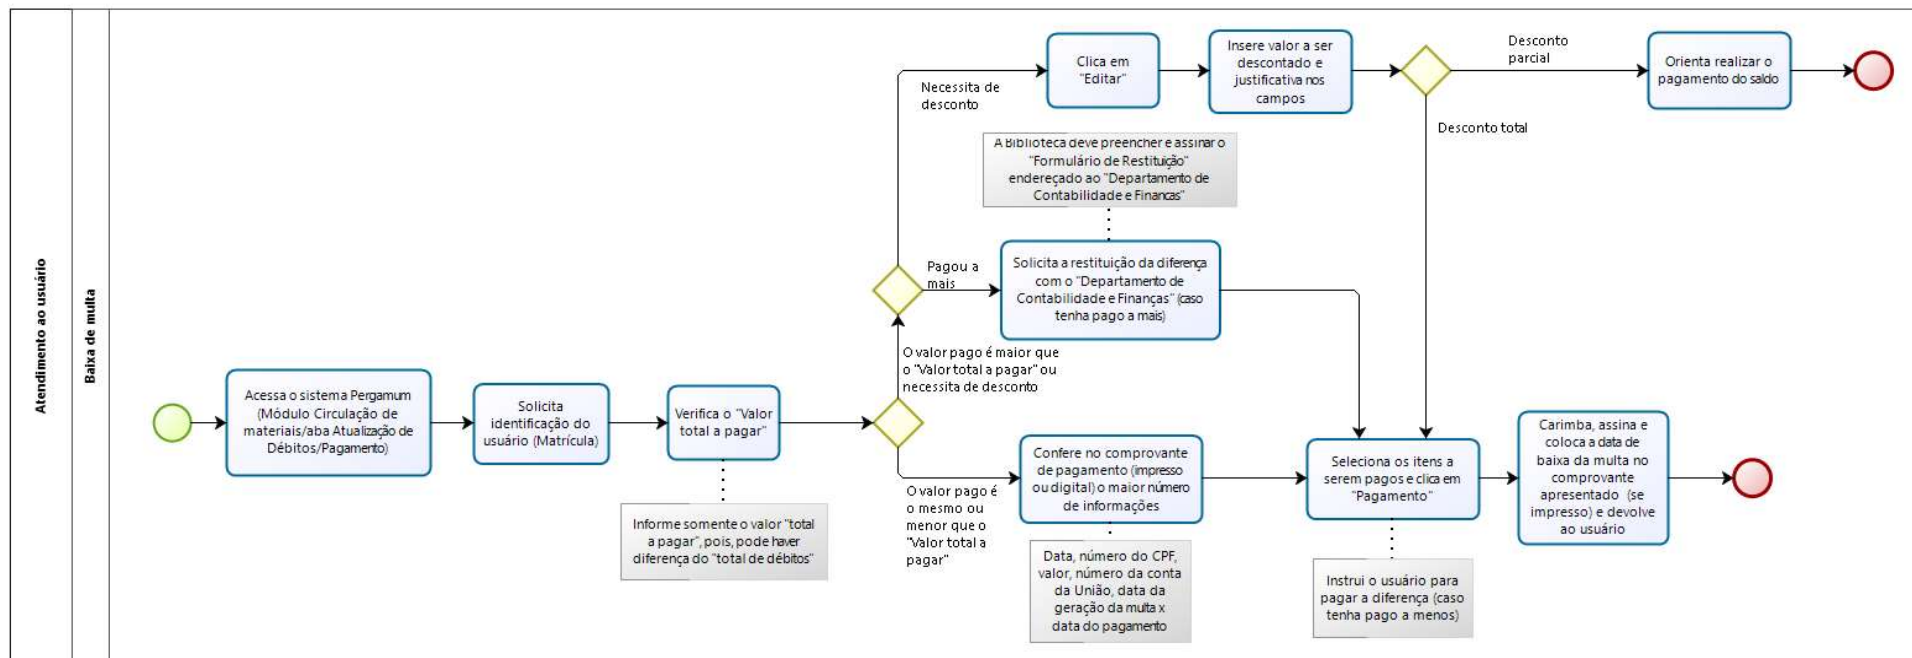 Atendimento ao usuário
Baixa de multa
Acessa o sistema Pergamum
(Módulo Circulação de
materiais/aba Atualização de
Débitos/Pagamento)
Solicita
identificação do
usuário (Matrícula)
Verifica o "Valor
total a pagar"
Informe somente o valor "total
a pagar", pois, pode haver
diferença do "total de débitos"
O valor pago é maior que
o "Valor total a pagar" ou
necessita de desconto
O valor pago é
o mesmo ou
menor que o
"Valor total a
pagar"
Necessita de
desconto
Clica em
"Editar"
Insere valor a ser
descontado e
justificativa nos
campos
Desconto
parcial
Orienta realizar o
pagamento do saldo
Desconto total
A Biblioteca deve preencher e assinar o
"Formulário de Restituição"
endereçado ao "Departamento de
Contabilidade e Finanças"
Pagou a
mais
Solicita a restituição da diferença
com o "Departamento de
Contabilidade e Finanças" (caso
tenha pago a mais)
Confere no comprovante
de pagamento (impresso
ou digital) o maior número
de informações
Data, número do CPF,
valor, número da conta
da União, data da
geração da multa x
data do pagamento
Seleciona os itens a
serem pagos e clica em
"Pagamento"
Instrui o usuário para
pagar a diferença (caso
tenha pago a menos)
Carimba, assina e
coloca a data de
baixa da multa no
comprovante
apresentado (se
impresso) e devolve
ao usuário